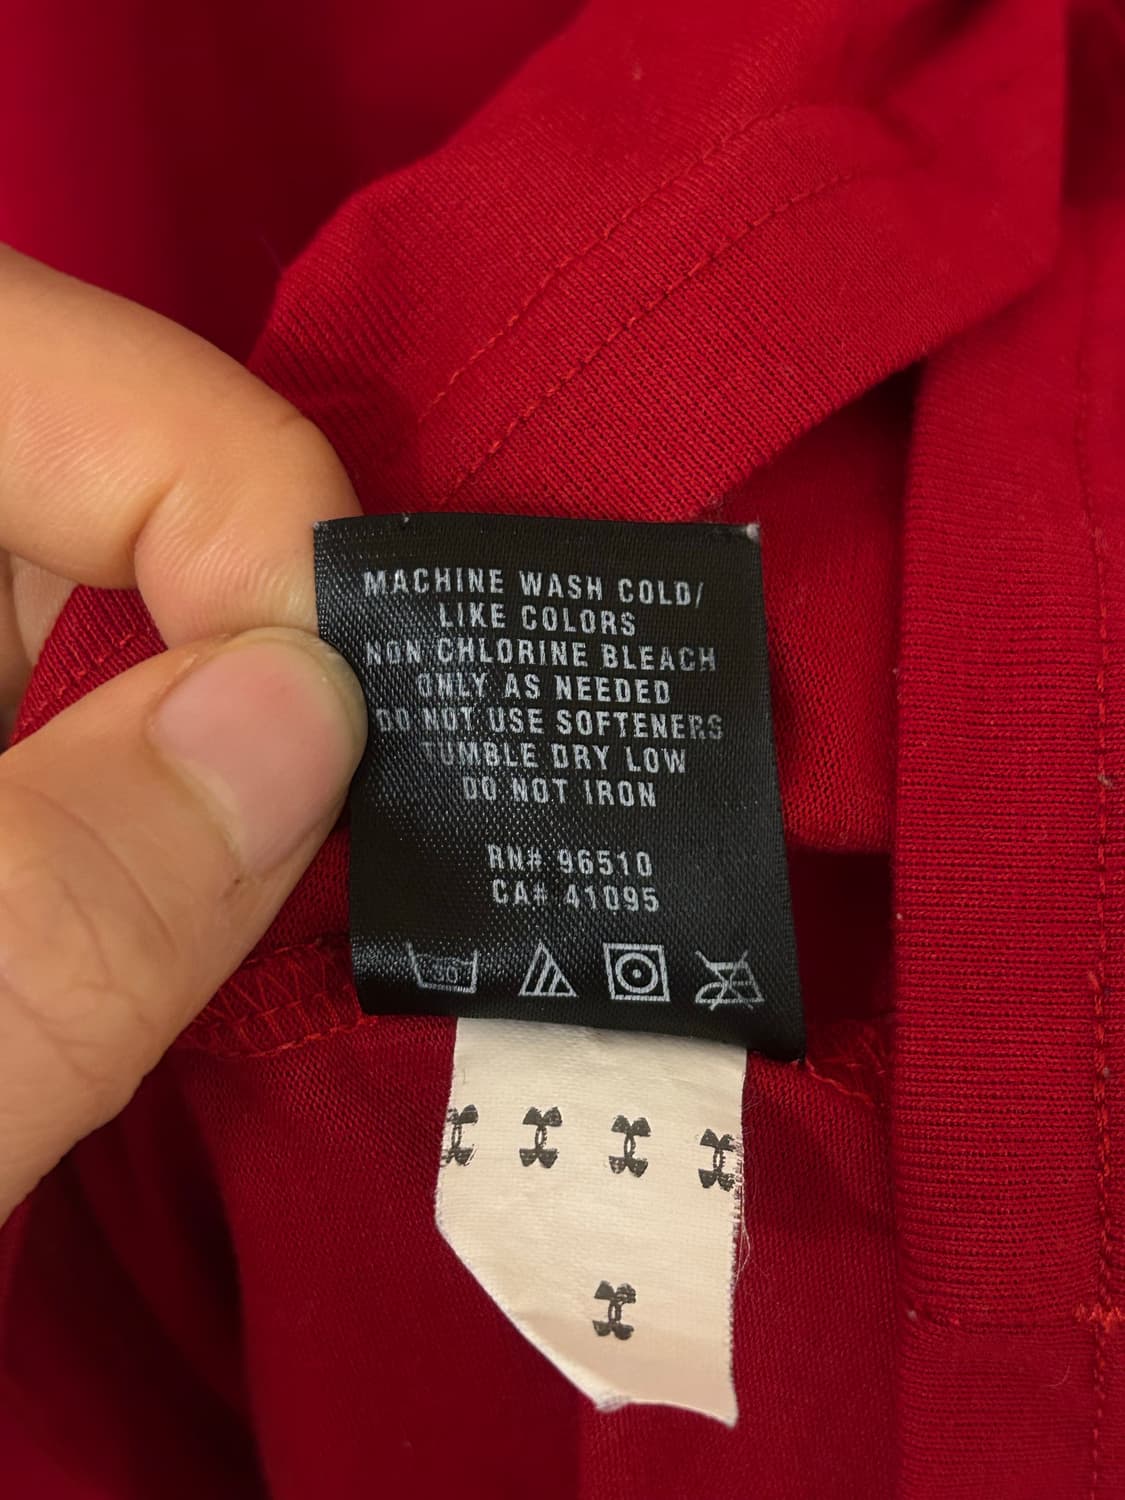 MACHINE WASH COLD/
LIKE COLORS
NON CHLORINE BLEACH
ONLY AS NEEDED
DO NOT USE SOFTENERS
TUMBLE DRY LOW
DO NOT IRON
RN# 96510
CA# 41095
30